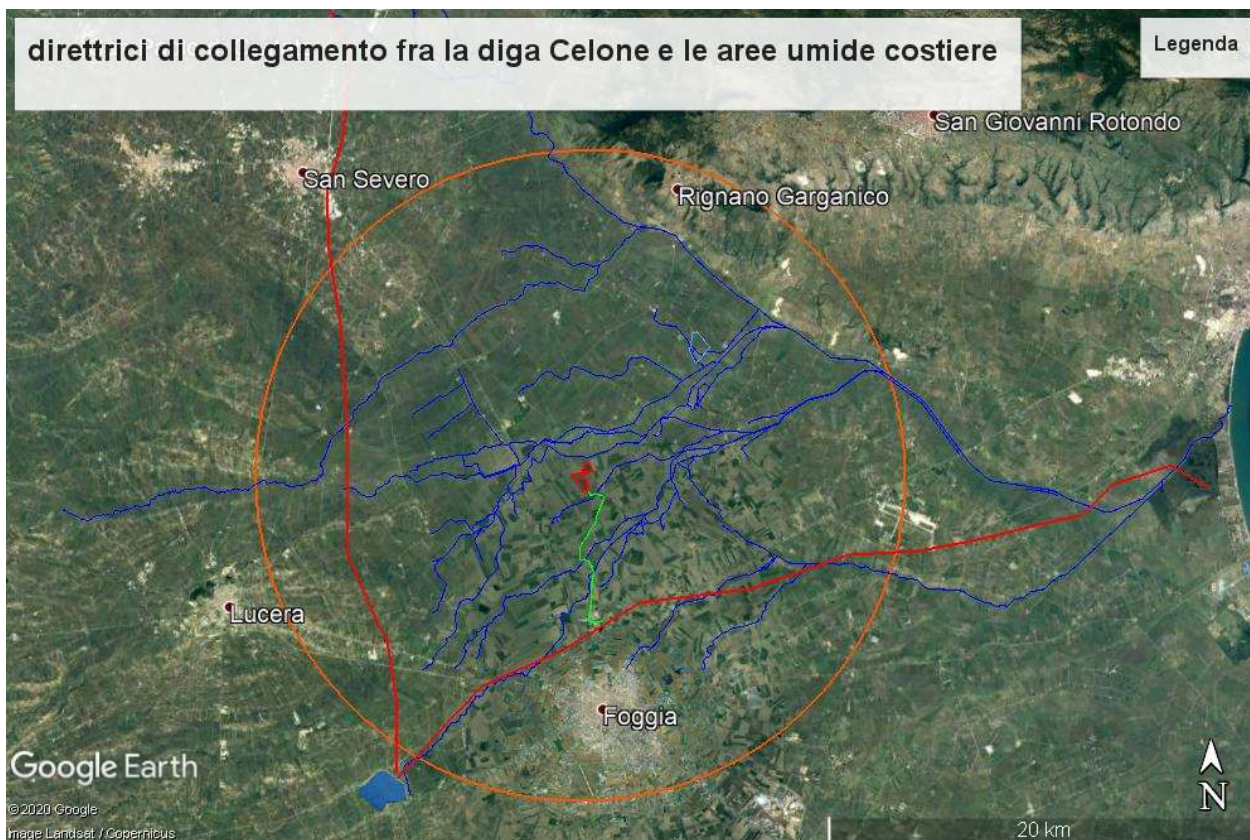 direttrici di collegamento fra la diga Celone e le aree umide costiere
Legenda
San Giovanni Rotondo
San Severo
Rignano Garganico
Lucera
Foggia
Google Earth
©2020 Google
Image Landsat / Copernicus
N
20 km